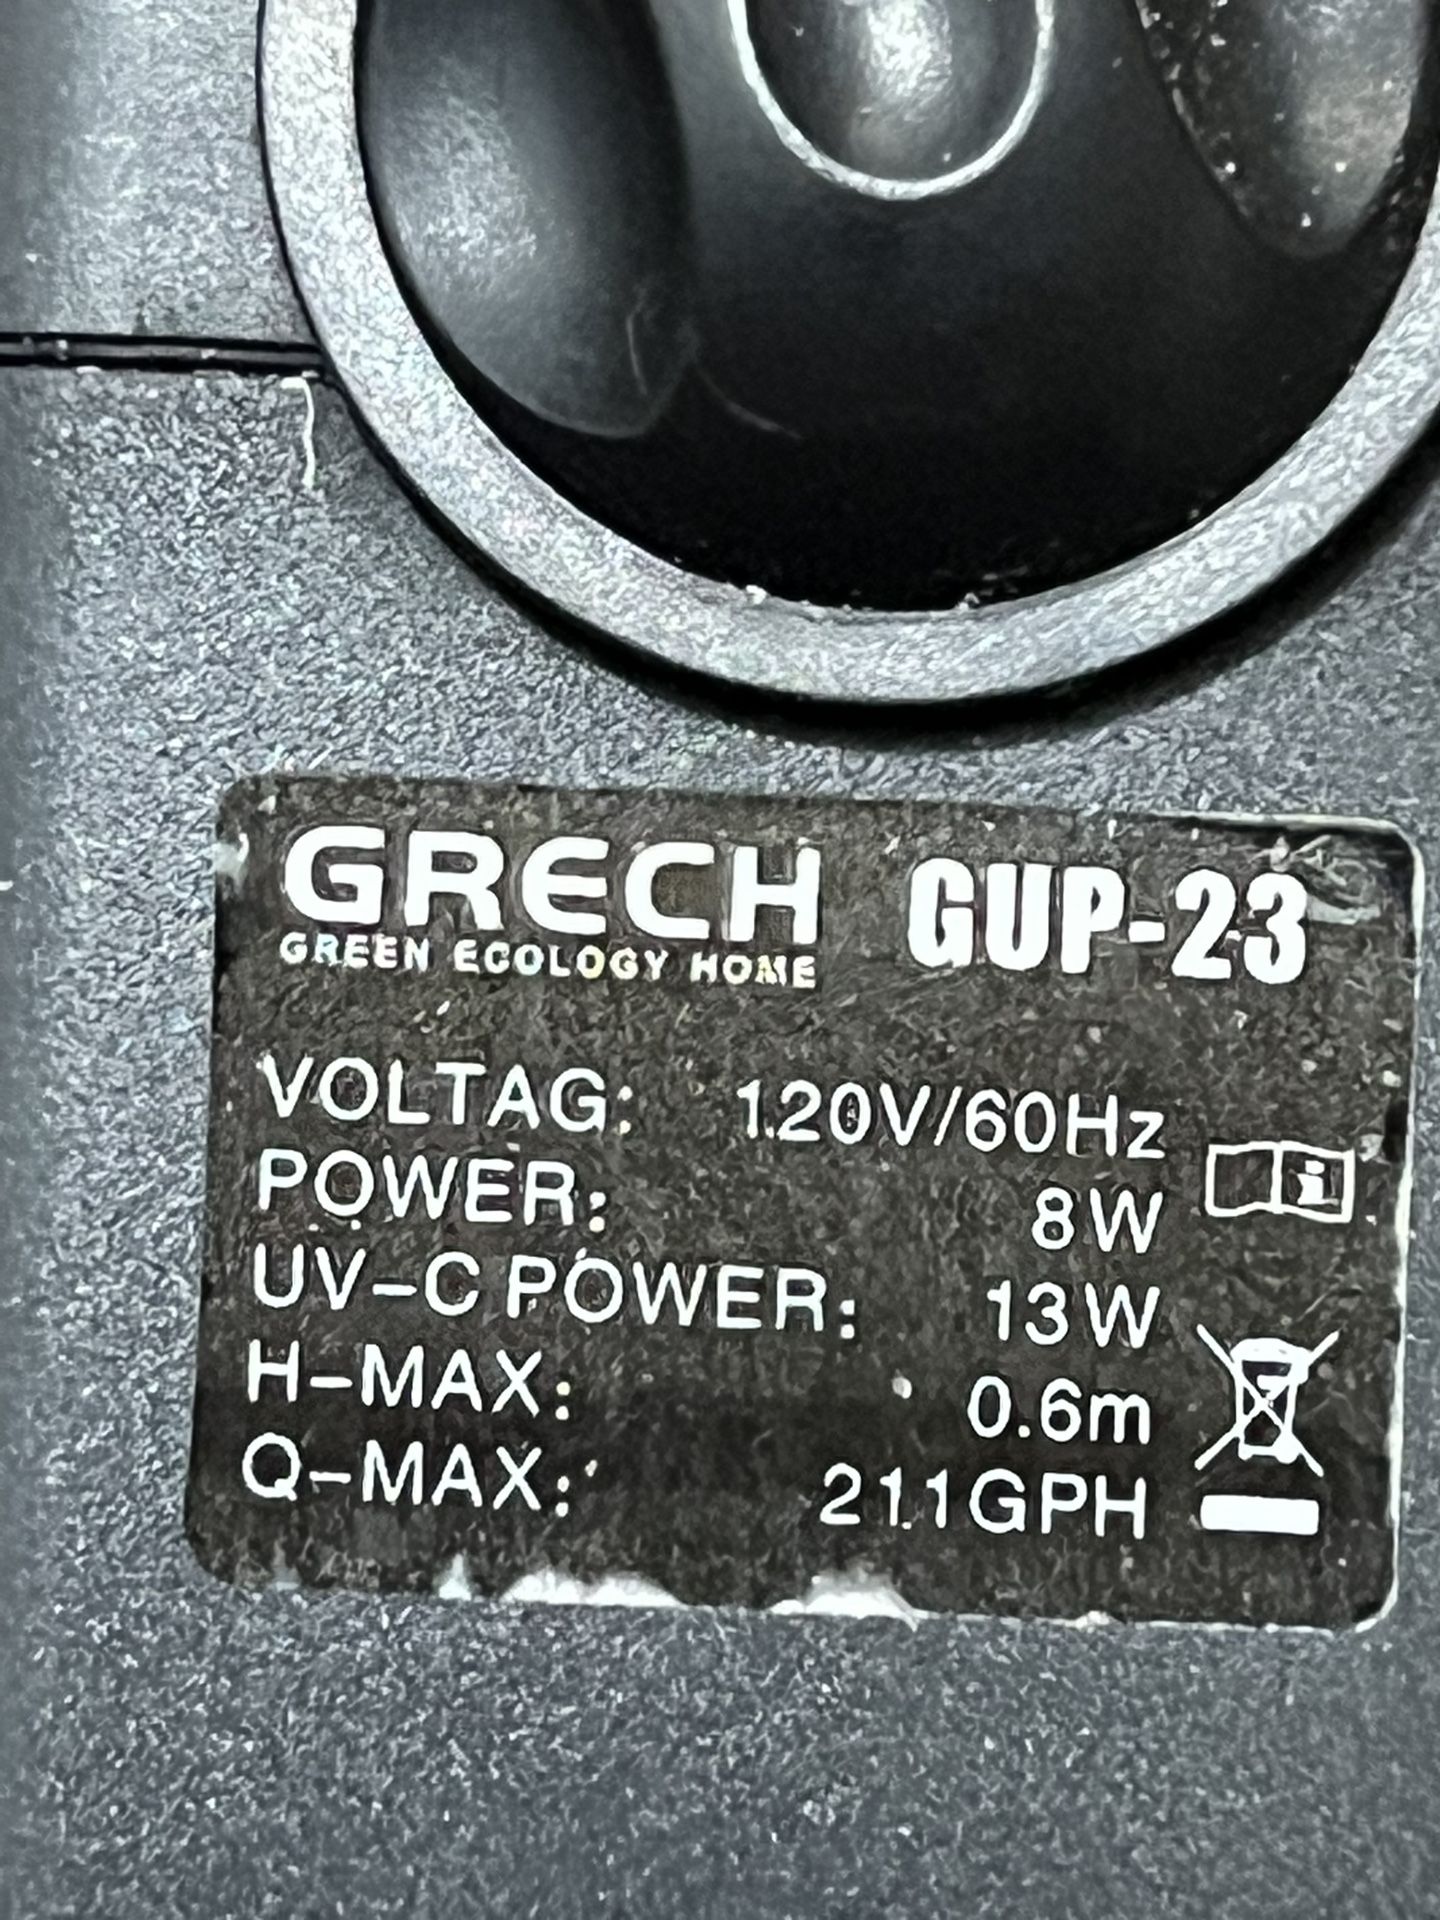 GRECH GUP-23
GREEN ECOLOGY HOME
VOLTAG: 120V/60Hz
POWER: 8W
UV-C POWER: 13W
H-MAX: 0.6m
Q-MAX: 211GPH